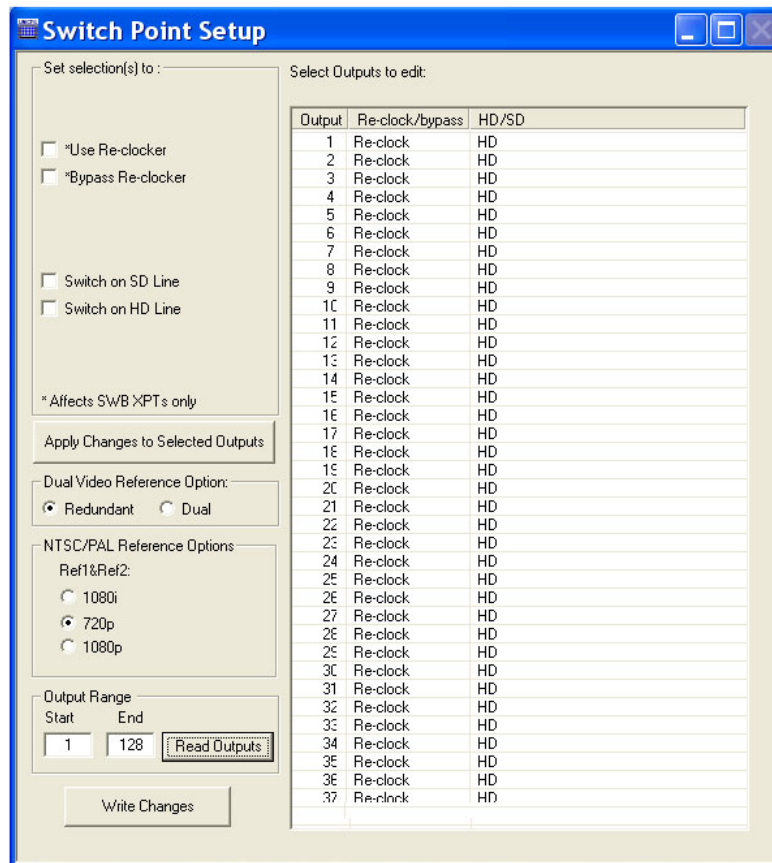 Switch Point Setup
Set selection(s) to :
*Use Re-clocker
*Bypass Re-clocker
Switch on SD Line
Switch on HD Line
* Affects SWB XPTs only
Apply Changes to Selected Outputs
Dual Video Reference Option:
Redundant Dual
NTSC/PAL Reference Options
Ref1&Ref2:
1080i
720p
1080p
Output Range
Start End
1 128 Read Outputs
Write Changes
Select Outputs to edit:
Output Re-clock/bypass HD/SD
1 Re-clock HD
2 Re-clock HD
3 Re-clock HD
4 Re-clock HD
5 Re-clock HD
6 Re-clock HD
7 Re-clock HD
8 Re-clock HD
9 Re-clock HD
10 Re-clock HD
11 Re-clock HD
12 Re-clock HD
13 Re-clock HD
14 Re-clock HD
15 Re-clock HD
16 Re-clock HD
17 Re-clock HD
18 Re-clock HD
19 Re-clock HD
20 Re-clock HD
21 Re-clock HD
22 Re-clock HD
23 Re-clock HD
24 Re-clock HD
25 Re-clock HD
26 Re-clock HD
27 Re-clock HD
28 Re-clock HD
29 Re-clock HD
30 Re-clock HD
31 Re-clock HD
32 Re-clock HD
33 Re-clock HD
34 Re-clock HD
35 Re-clock HD
36 Re-clock HD
37 Re-clock HD